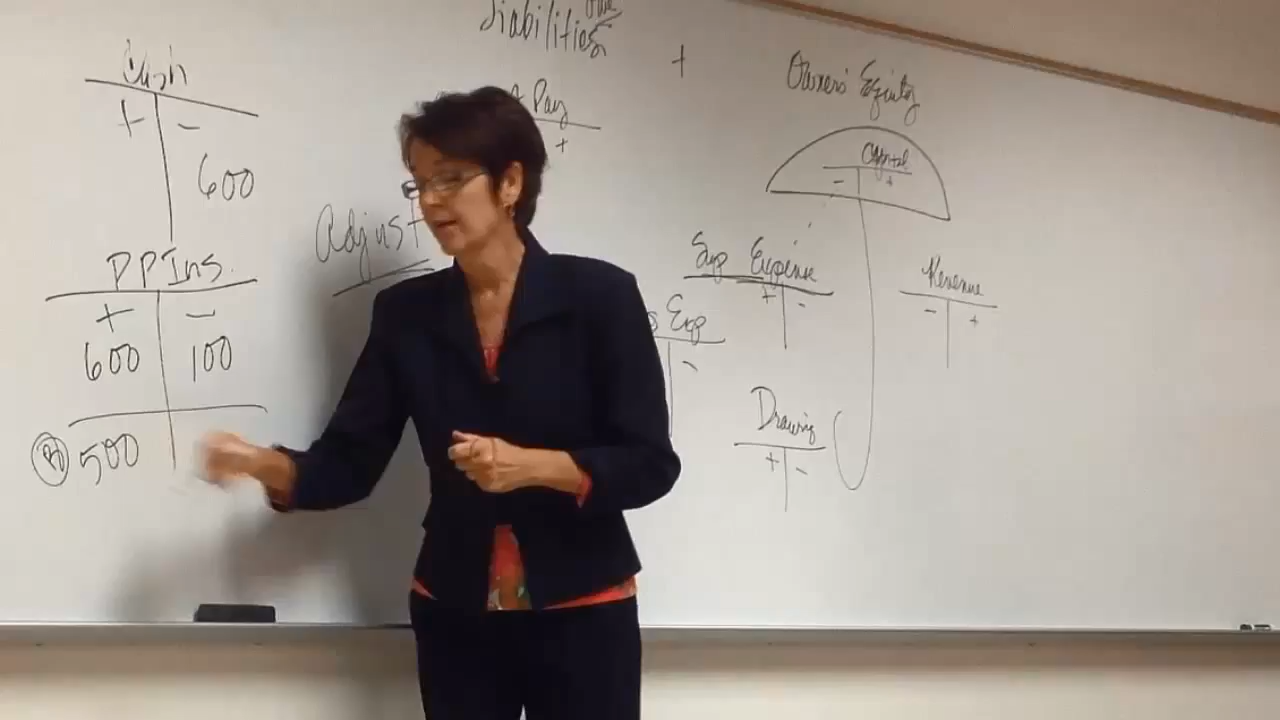 Cash
+ -
600
PPIns.
+ -
600 100
500
Adjust
Liabilities
Pay
+
+
Owner's Equity
Capital
- +
Sup Expense
+ -
Exp
-
Revenue
- +
Drawing
+ -